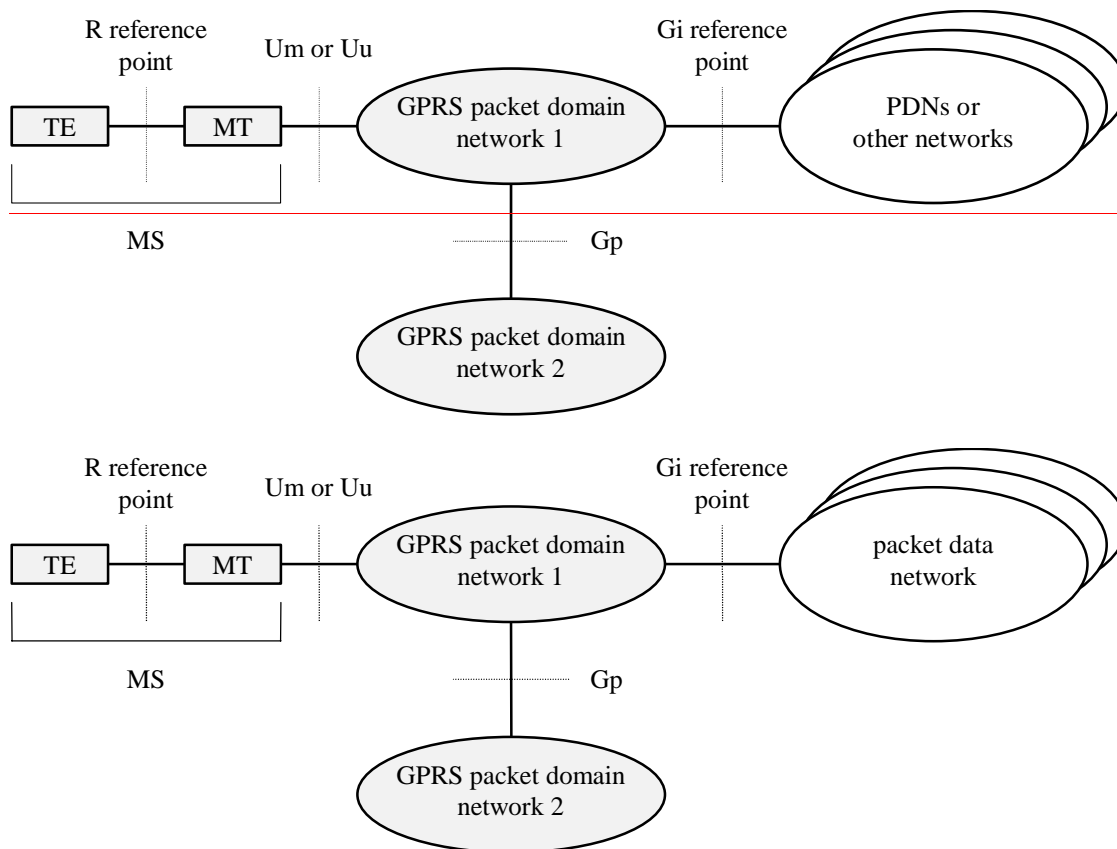 R reference
point
Um or Uu
Gi reference
point
TE
MT
GPRS packet domain
network 1
PDNs or
other networks
MS
Gp
GPRS packet domain
network 2
R reference
point
Um or Uu
Gi reference
point
TE
MT
GPRS packet domain
network 1
packet data
network
MS
Gp
GPRS packet domain
network 2